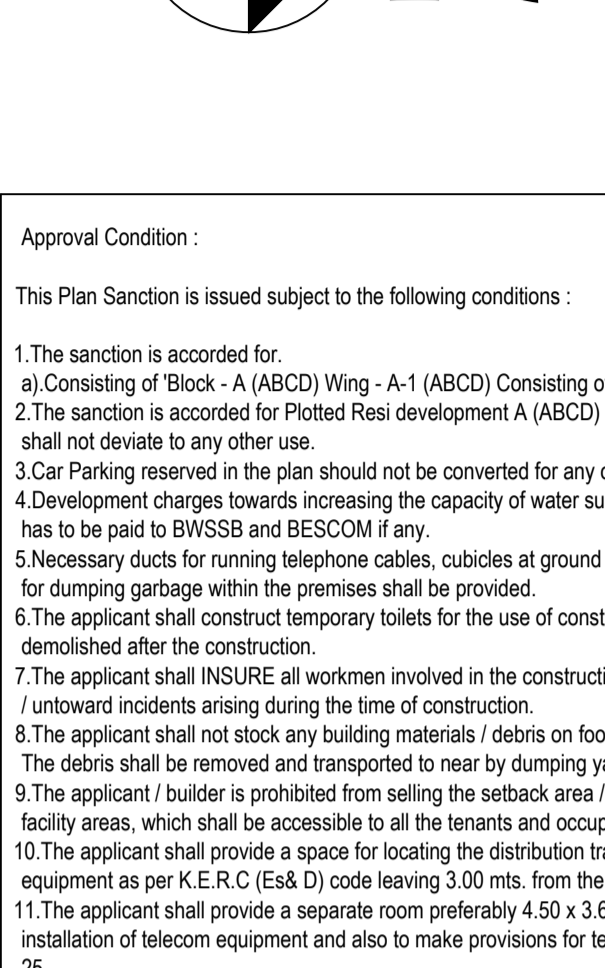 Approval Condition :
This Plan Sanction is issued subject to the following conditions :
1.The sanction is accorded for.
a).Consisting of 'Block - A (ABCD) Wing - A-1 (ABCD) Consisting
2.The sanction is accorded for Plotted Resi development A (ABCD)
shall not deviate to any other use.
3.Car Parking reserved in the plan should not be converted for any
4.Development charges towards increasing the capacity of water
has to be paid to BWSSB and BESCOM if any.
5.Necessary ducts for running telephone cables, cubicles at ground
for dumping garbage within the premises shall be provided.
6.The applicant shall construct temporary toilets for the use of
demolished after the construction.
7.The applicant shall INSURE all workmen involved in the
/ untoward incidents arising during the time of construction.
8.The applicant shall not stock any building materials / debris on
The debris shall be removed and transported to near by dumping
9.The applicant / builder is prohibited from selling the setback area /
facility areas, which shall be accessible to all the tenants and
10.The applicant shall provide a space for locating the distribution
equipment as per K.E.R.C (Es& D) code leaving 3.00 mts. from the
11.The applicant shall provide a separate room preferably 4.50 x
installation of telecom equipment and also to make provisions for
25